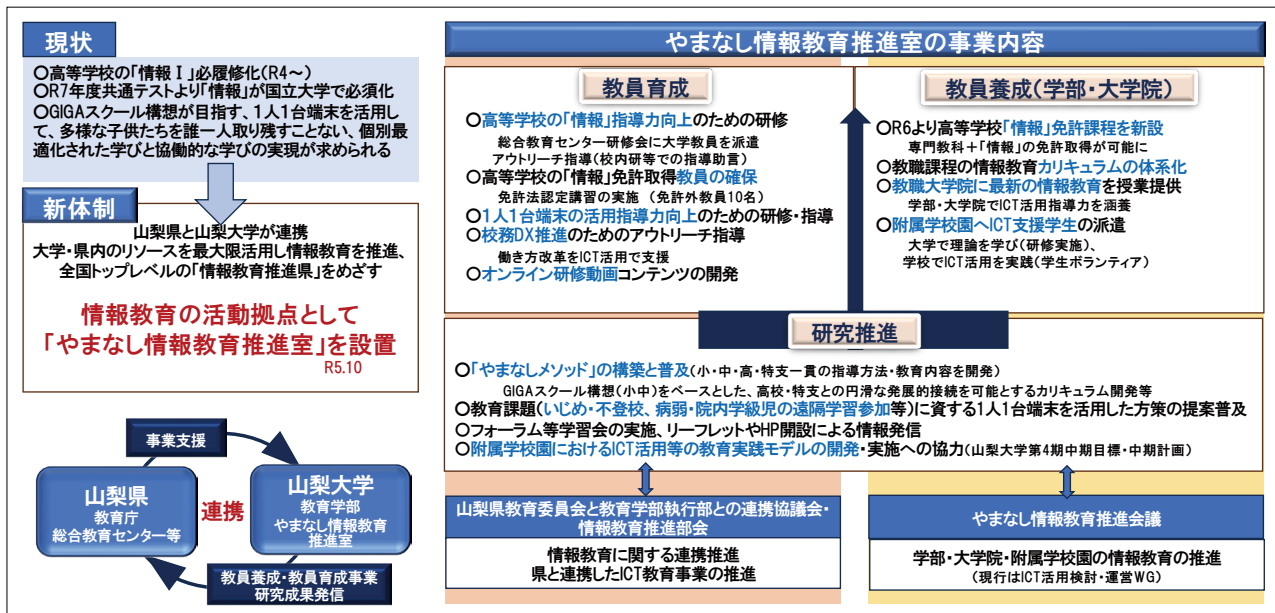 現状
○高等学校の「情報Ⅰ」必履修化(R4～)
○R7年度共通テストより「情報」が国立大学で必須化
○GIGAスクール構想が目指す、1人1台端末を活用し
て、多様な子供たちを誰一人取り残すことない、個別最
適化された学びと協働的な学びの実現が求められる
新体制
山梨県と山梨大学が連携
大学・県内のリソースを最大限活用し情報教育を推進、
全国トップレベルの「情報教育推進県」をめざす
情報教育の活動拠点として
「やまなし情報教育推進室」を設置
R5.10
事業支援
山梨県
教育庁
総合教育センター等
連携
山梨大学
教育学部
やまなし情報教育
推進室
教員養成・教員育成事業
研究成果発信
やまなし情報教育推進室の事業内容
教員育成
○高等学校の「情報」指導力向上のための研修
総合教育センター研修会に大学教員を派遣
アウトリーチ指導(校内研等での指導助言)
○高等学校の「情報」免許取得教員の確保
免許法認定講習の実施 (免許外教員10名)
○1人1台端末の活用指導力向上のための研修・指導
○校務DX推進のためのアウトリーチ指導
働き方改革をICT活用で支援
○オンライン研修動画コンテンツの開発
教員養成(学部・大学院)
○R6より高等学校「情報」免許課程を新設
専門教科+「情報」の免許取得が可能に
○教職課程の情報教育カリキュラムの体系化
○教職大学院に最新の情報教育を授業提供
学部・大学院でICT活用指導力を涵養
○附属学校園へICT支援学生の派遣
大学で理論を学び(研修実施)、
学校でICT活用を実践(学生ボランティア)
研究推進
○「やまなしメソッド」の構築と普及(小・中・高・特支一貫の指導方法・教育内容を開発)
GIGAスクール構想(小中)をベースとした、高校・特支との円滑な発展的接続を可能とするカリキュラム開発等
○教育課題(いじめ・不登校、病弱・院内学級児の遠隔学習参加等)に資する1人1台端末を活用した方策の提案普及
○フォーラム等学習会の実施、リーフレットやHP開設による情報発信
○附属学校園におけるICT活用等の教育実践モデルの開発・実施への協力(山梨大学第4期中期目標・中期計画)
山梨県教育委員会と教育学部執行部との連携協議会・
情報教育推進部会
情報教育に関する連携推進
県と連携したICT教育事業の推進
やまなし情報教育推進会議
学部・大学院・附属学校園の情報教育の推進
(現行はICT活用検討・運営WG)